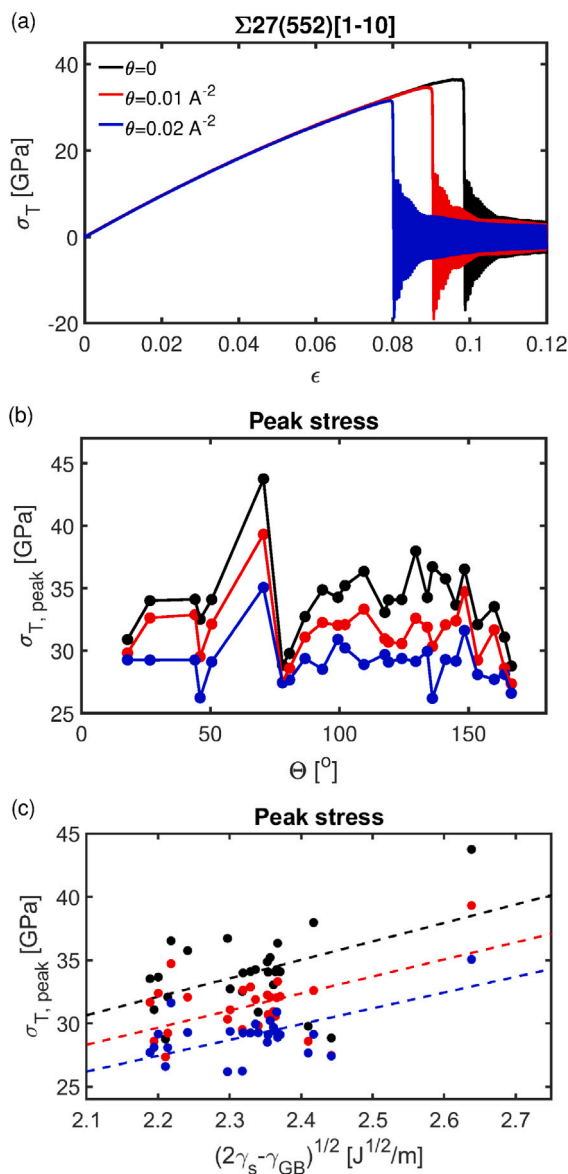 (a)
Σ27(552)[1-10]
θ=0
θ=0.01 A⁻²
θ=0.02 A⁻²
40
20
0
-20
σ_T [GPa]
0 0.02 0.04 0.06 0.08 0.1 0.12
ϵ
(b)
Peak stress
45
40
35
30
25
σ_T, peak [GPa]
0 50 100 150
Θ [°]
(c)
Peak stress
45
40
35
30
25
σ_T, peak [GPa]
2.1 2.2 2.3 2.4 2.5 2.6 2.7
(2γ_s-γ_GB)^1/2 [J^1/2/m]